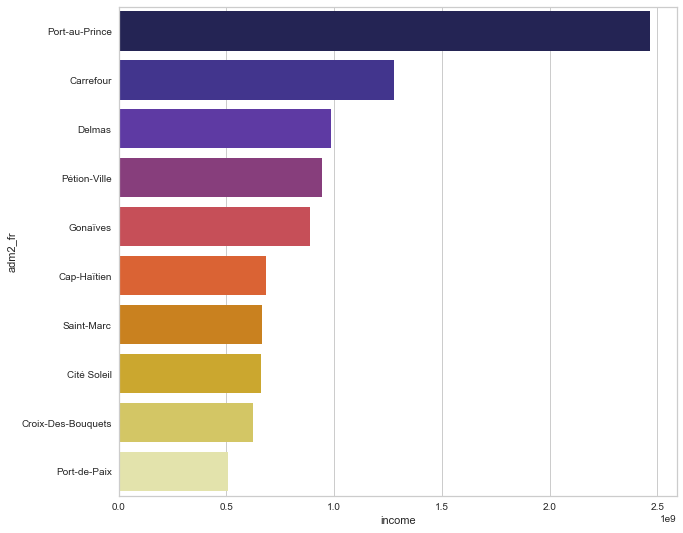 Port-au-Prince
Carrefour
Delmas
Pétion-Ville
Gonaïves
Cap-Haïtien
Saint-Marc
Cité Soleil
Croix-Des-Bouquets
Port-de-Paix
adm2_fr
0.0 0.5 1.0 1.5 2.0 2.5
1e9
income